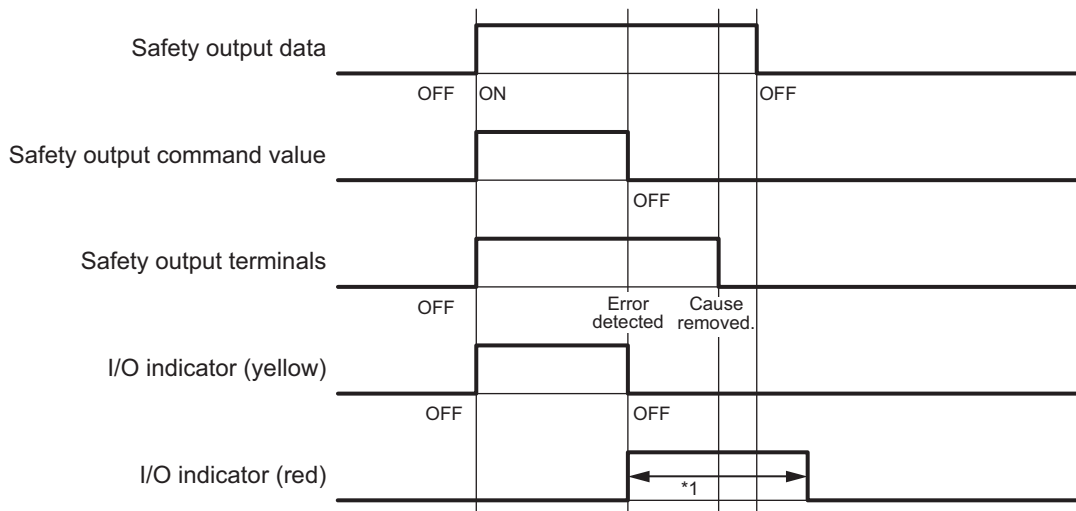 Safety output data
OFF ON OFF
Safety output command value
OFF
Safety output terminals
OFF
Error detected
Cause removed.
I/O indicator (yellow)
OFF OFF
I/O indicator (red)
*1